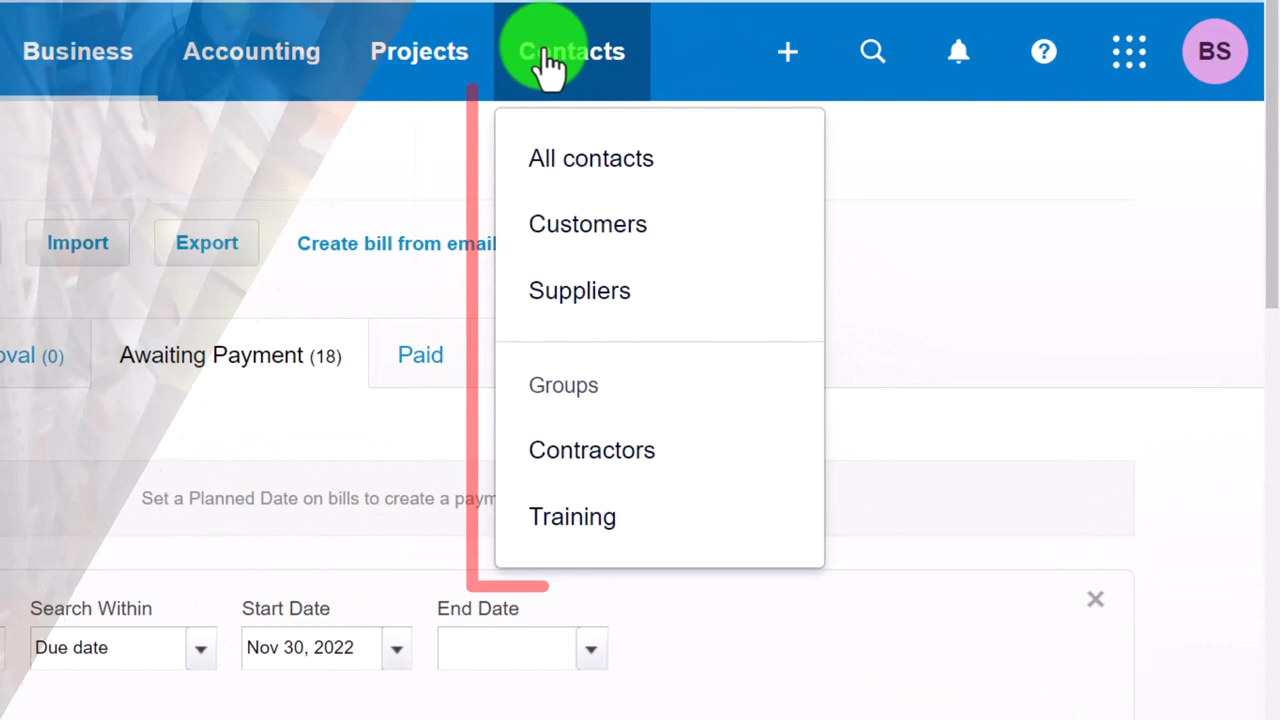 Business Accounting Projects Contacts BS
All contacts
Customers
Import Export Create bill from email
Suppliers
oval (0) Awaiting Payment (18) Paid
Groups
Contractors
Set a Planned Date on bills to create a paym
Training
Search Within Start Date End Date
Due date Nov 30, 2022